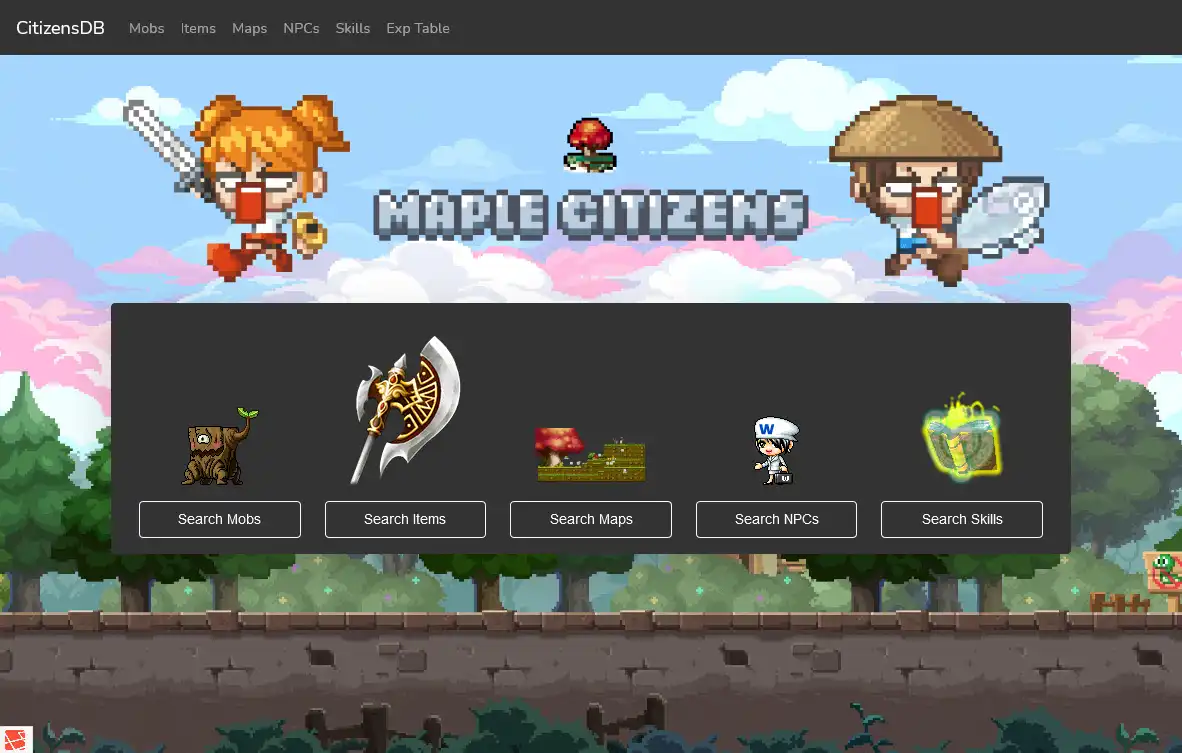 CitizensDB Mobs Items Maps NPCs Skills Exp Table
MAPLE CITIZENS
W
Search Mobs Search Items Search Maps Search NPCs Search Skills